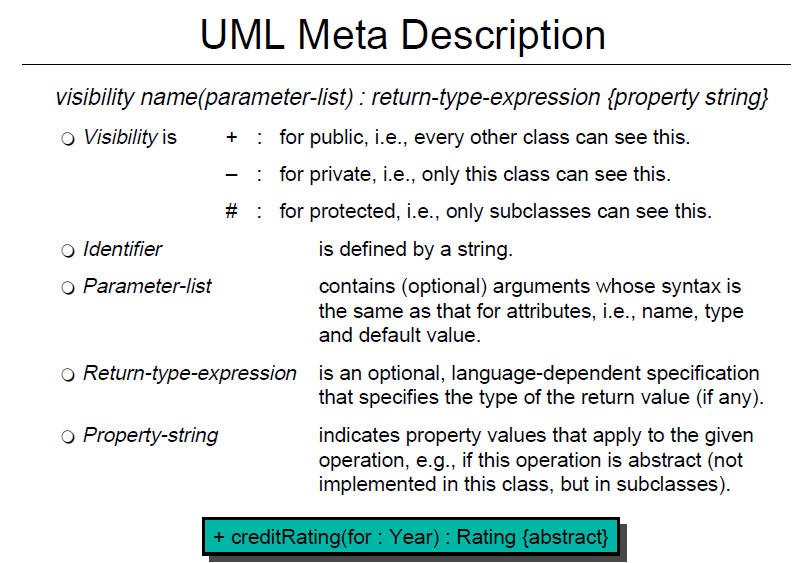 UML Meta Description
visibility name(parameter-list) : return-type-expression {property string}
❍ Visibility is + : for public, i.e., every other class can see this.
– : for private, i.e., only this class can see this.
# : for protected, i.e., only subclasses can see this.
❍ Identifier is defined by a string.
❍ Parameter-list contains (optional) arguments whose syntax is
the same as that for attributes, i.e., name, type
and default value.
❍ Return-type-expression is an optional, language-dependent specification
that specifies the type of the return value (if any).
❍ Property-string indicates property values that apply to the given
operation, e.g., if this operation is abstract (not
implemented in this class, but in subclasses).
+ creditRating(for : Year) : Rating {abstract}